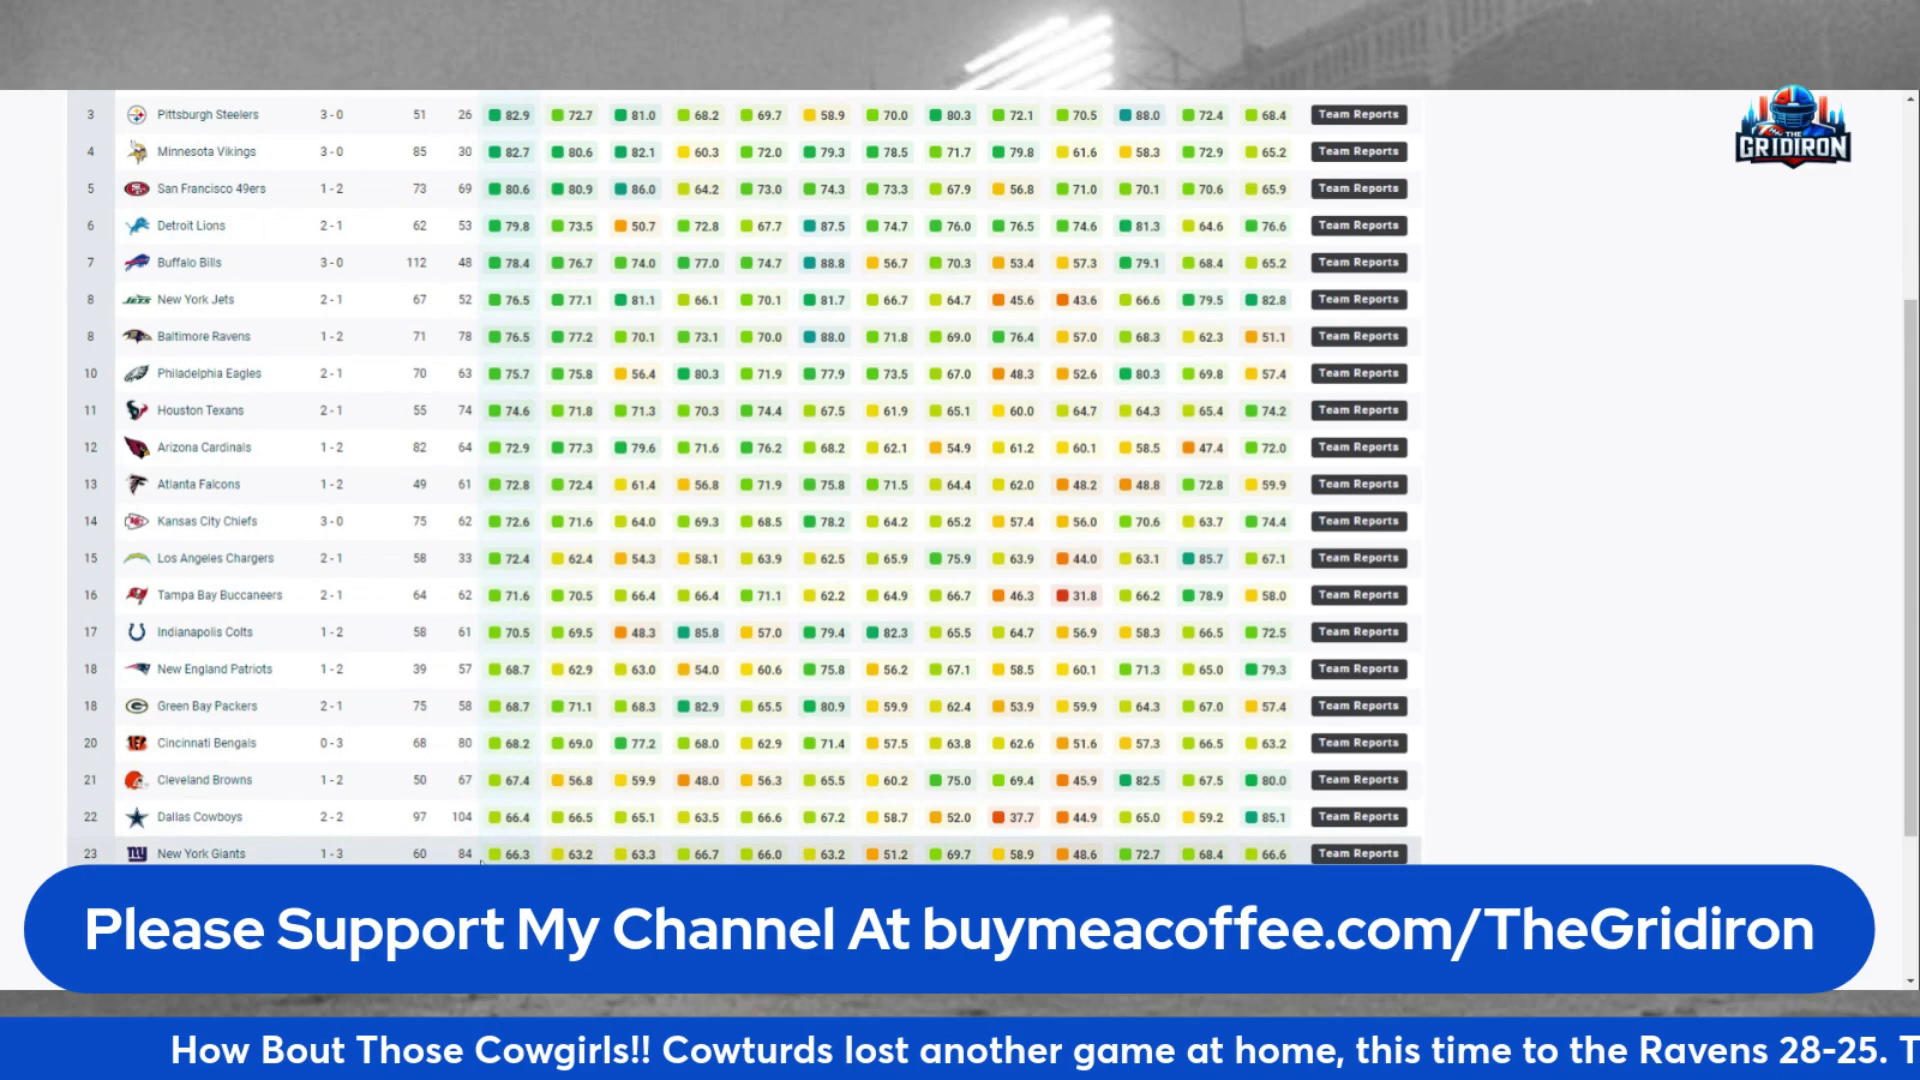 3 Pittsburgh Steelers 3 - 0 51 26 82.9 72.7 81.0 68.2 69.7 58.9 70.0 80.3 72.1 70.5 88.0 72.4 68.4 Team Reports
THE
GRIDIRON
4 Minnesota Vikings 3 - 0 85 30 82.7 80.6 82.1 60.3 72.0 79.3 78.5 71.7 79.8 61.6 58.3 72.9 65.2 Team Reports
5 San Francisco 49ers 1 - 2 73 69 80.6 80.9 86.0 64.2 73.0 74.3 73.3 67.9 56.8 71.0 70.1 70.6 65.9 Team Reports
6 Detroit Lions 2 - 1 62 53 79.8 73.5 50.7 72.8 67.7 87.5 74.7 76.0 76.5 74.6 81.3 64.6 76.6 Team Reports
7 Buffalo Bills 3 - 0 112 48 78.4 76.7 74.0 77.0 74.7 88.8 56.7 70.3 53.4 57.3 79.1 68.4 65.2 Team Reports
8 JETS New York Jets 2 - 1 67 52 76.5 77.1 81.1 66.1 70.1 81.7 66.7 64.7 45.6 43.6 66.6 79.5 82.8 Team Reports
8 Baltimore Ravens 1 - 2 71 78 76.5 77.2 70.1 73.1 70.0 88.0 71.8 69.0 76.4 57.0 68.3 62.3 51.1 Team Reports
10 Philadelphia Eagles 2 - 1 70 63 75.7 75.8 56.4 80.3 71.9 77.9 73.5 67.0 48.3 52.6 80.3 69.8 57.4 Team Reports
11 Houston Texans 2 - 1 55 74 74.6 71.8 71.3 70.3 74.4 67.5 61.9 65.1 60.0 64.7 64.3 65.4 74.2 Team Reports
12 Arizona Cardinals 1 - 2 82 64 72.9 77.3 79.6 71.6 76.2 68.2 62.1 54.9 61.2 60.1 58.5 47.4 72.0 Team Reports
13 Atlanta Falcons 1 - 2 49 61 72.8 72.4 61.4 56.8 71.9 75.8 71.5 64.4 62.0 48.2 48.8 72.8 59.9 Team Reports
14 Kansas City Chiefs 3 - 0 75 62 72.6 71.6 64.0 69.3 68.5 78.2 64.2 65.2 57.4 56.0 70.6 63.7 74.4 Team Reports
15 Los Angeles Chargers 2 - 1 58 33 72.4 62.4 54.3 58.1 63.9 62.5 65.9 75.9 63.9 44.0 63.1 85.7 67.1 Team Reports
16 Tampa Bay Buccaneers 2 - 1 64 62 71.6 70.5 66.4 66.4 71.1 62.2 64.9 66.7 46.3 31.8 66.2 78.9 58.0 Team Reports
17 Indianapolis Colts 1 - 2 58 61 70.5 69.5 48.3 85.8 57.0 79.4 82.3 65.5 64.7 56.9 58.3 66.5 72.5 Team Reports
18 New England Patriots 1 - 2 39 57 68.7 62.9 63.0 54.0 60.6 75.8 56.2 67.1 58.5 60.1 71.3 65.0 79.3 Team Reports
18 Green Bay Packers 2 - 1 75 58 68.7 71.1 68.3 82.9 65.5 80.9 59.9 62.4 53.9 59.9 64.3 67.0 57.4 Team Reports
20 Cincinnati Bengals 0 - 3 68 80 68.2 69.0 77.2 68.0 62.9 71.4 57.5 63.8 62.6 51.6 57.3 66.5 63.2 Team Reports
21 Cleveland Browns 1 - 2 50 67 67.4 56.8 59.9 48.0 56.3 65.5 60.2 75.0 69.4 45.9 82.5 67.5 80.0 Team Reports
22 Dallas Cowboys 2 - 2 97 104 66.4 66.5 65.1 63.5 66.6 67.2 58.7 52.0 37.7 44.9 65.0 59.2 85.1 Team Reports
23 ny New York Giants 1 - 3 60 84 66.3 63.2 63.3 66.7 66.0 63.2 51.2 69.7 58.9 48.6 72.7 68.4 66.6 Team Reports
Please Support My Channel At buymeacoffee.com/TheGridiron
How Bout Those Cowgirls!! Cowturds lost another game at home, this time to the Ravens 28-25. T